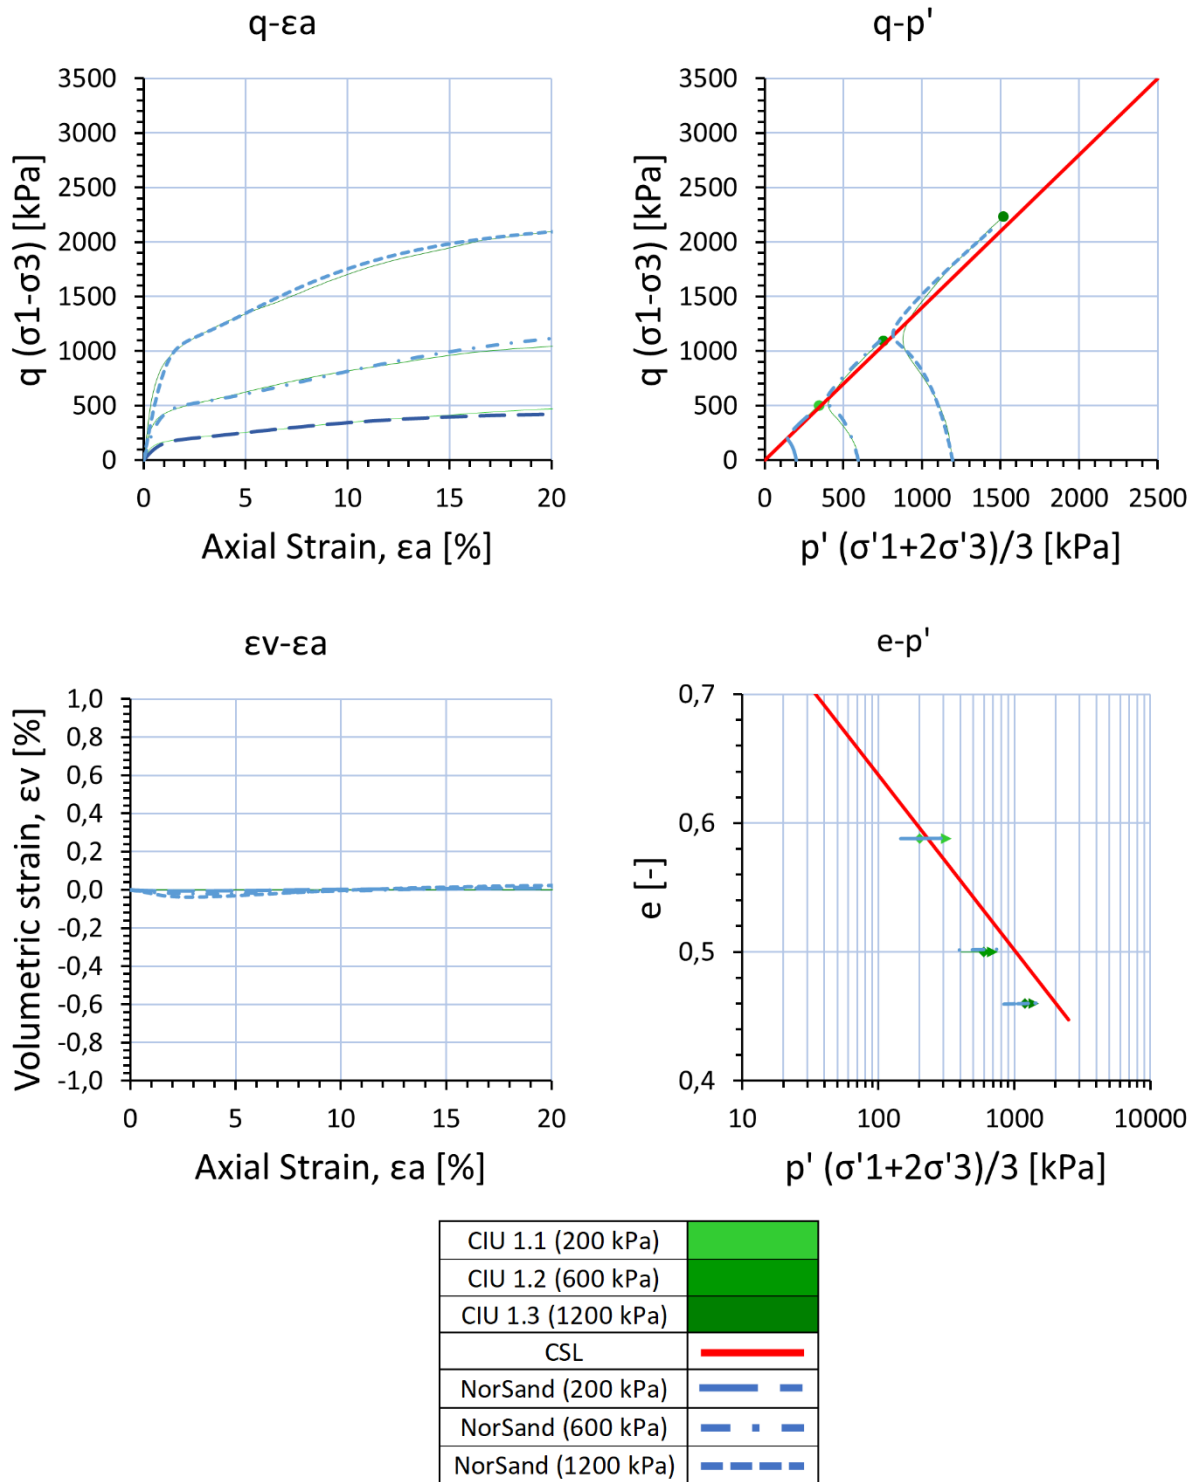 q-εa
3500
3000
2500
2000
1500
1000
500
0
q (σ1-σ3) [kPa]
0 5 10 15 20
Axial Strain, εa [%]
q-p'
3500
3000
2500
2000
1500
1000
500
0
q (σ1-σ3) [kPa]
0 500 1000 1500 2000 2500
p' (σ'1+2σ'3)/3 [kPa]
εv-εa
1,0
0,8
0,6
0,4
0,2
0,0
-0,2
-0,4
-0,6
-0,8
-1,0
Volumetric strain, εv [%]
0 5 10 15 20
Axial Strain, εa [%]
e-p'
0,7
0,6
0,5
0,4
e [-]
10 100 1000 10000
p' (σ'1+2σ'3)/3 [kPa]
CIU 1.1 (200 kPa)
CIU 1.2 (600 kPa)
CIU 1.3 (1200 kPa)
CSL
NorSand (200 kPa)
NorSand (600 kPa)
NorSand (1200 kPa)